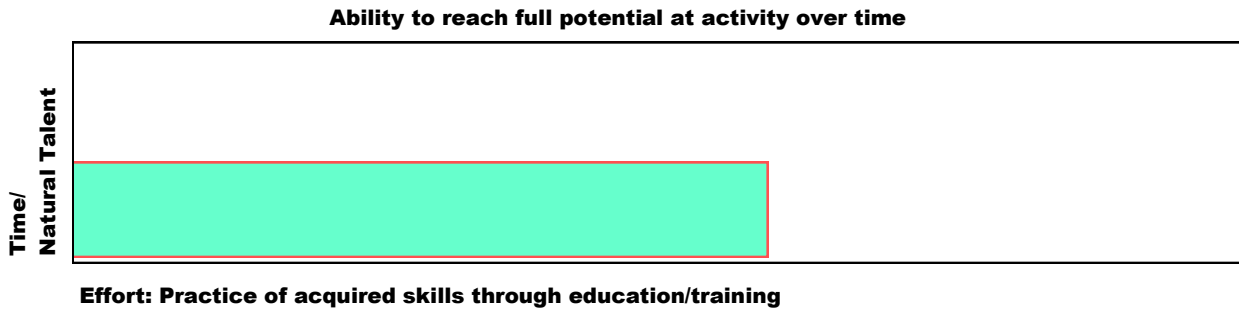 Ability to reach full potential at activity over time
Time/
Natural Talent
Effort: Practice of acquired skills through education/training